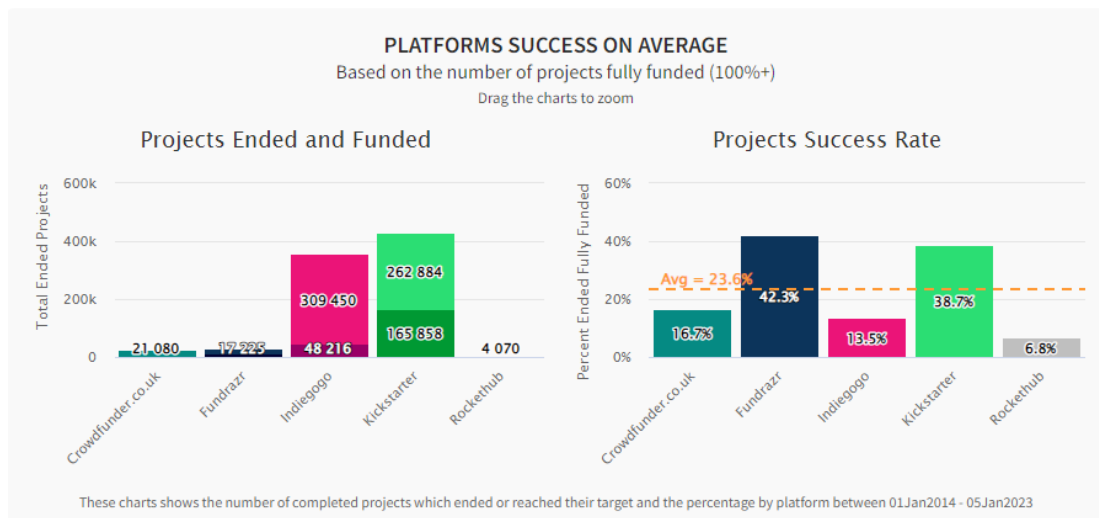 PLATFORMS SUCCESS ON AVERAGE
Based on the number of projects fully funded (100%+)
Drag the charts to zoom
Projects Ended and Funded
Total Ended Projects
600k
400k
200k
0
21 080
17 225
309 450
48 216
262 884
165 858
4 070
Crowdfunder.co.uk
Fundrazr
Indiegogo
Kickstarter
Rockethub
Projects Success Rate
Percent Ended Fully Funded
60%
40%
20%
0%
Avg = 23.6%
16.7%
42.3%
13.5%
38.7%
6.8%
Crowdfunder.co.uk
Fundrazr
Indiegogo
Kickstarter
Rockethub
These charts shows the number of completed projects which ended or reached their target and the percentage by platform between 01Jan2014 - 05Jan2023